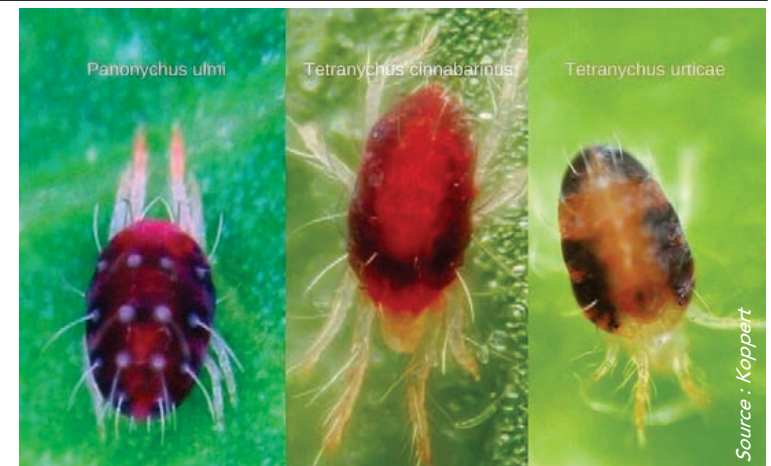 Panonychus ulmi
Tetranychus cinnabarinus
Tetranychus urticae
Source : Koppert